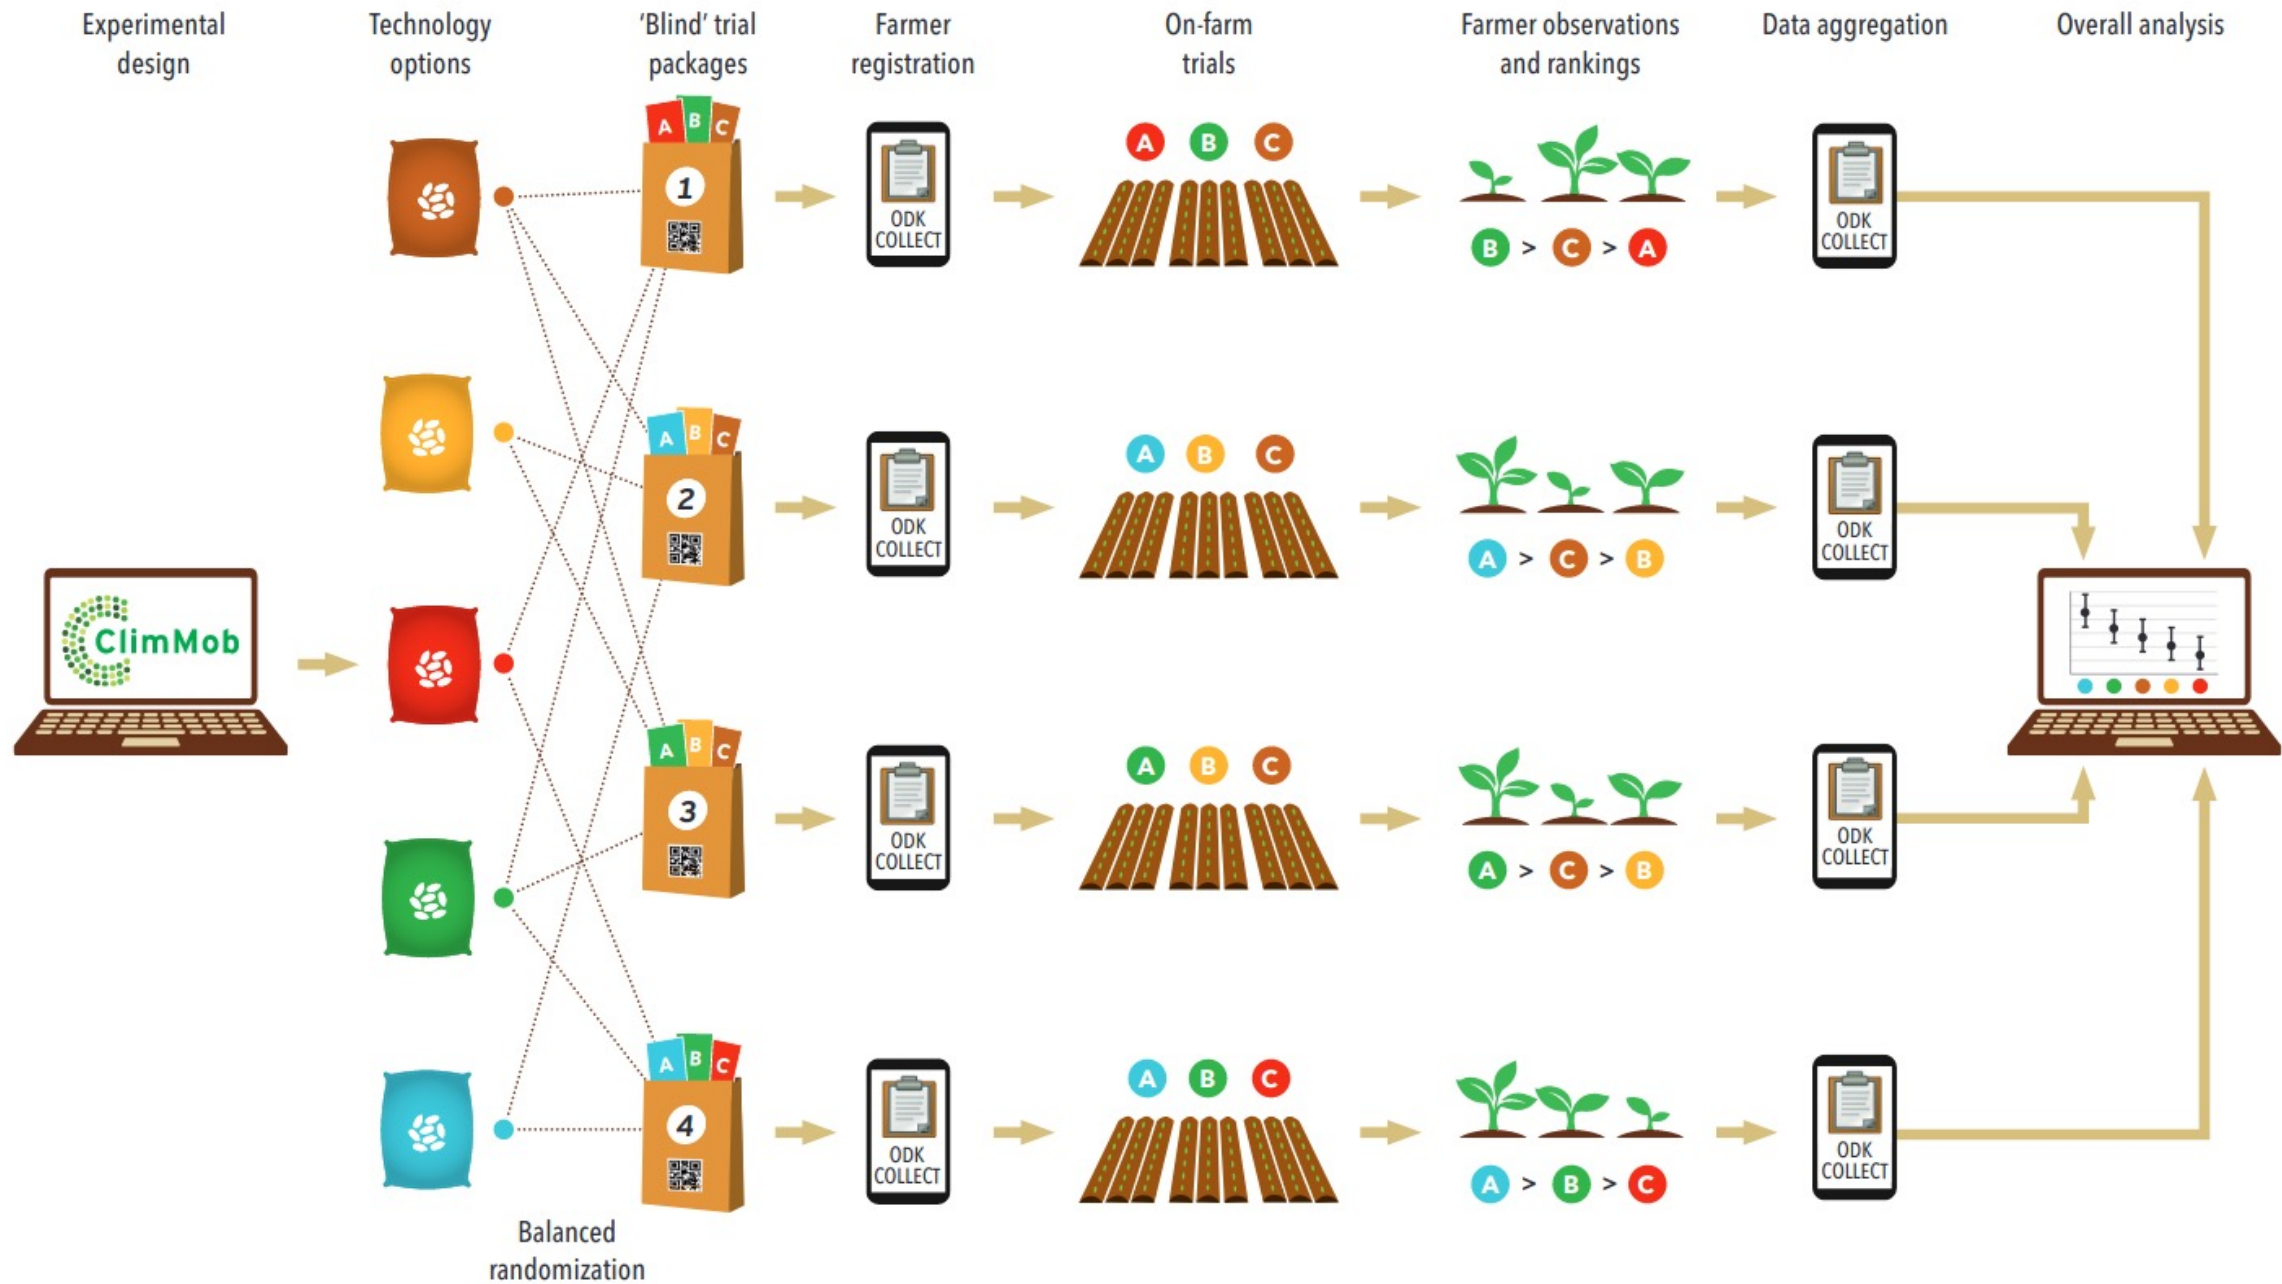 Experimental
design
Technology
options
‘Blind’ trial
packages
Farmer
registration
On-farm
trials
Farmer observations
and rankings
Data aggregation
Overall analysis
A B C
1
ODK
COLLECT
A B C
B > C > A
ODK
COLLECT
A B C
2
ODK
COLLECT
A B C
A > C > B
ODK
COLLECT
ClimMob
A B C
3
ODK
COLLECT
A B C
A > C > B
ODK
COLLECT
A B C
4
ODK
COLLECT
A B C
A > B > C
ODK
COLLECT
Balanced
randomization